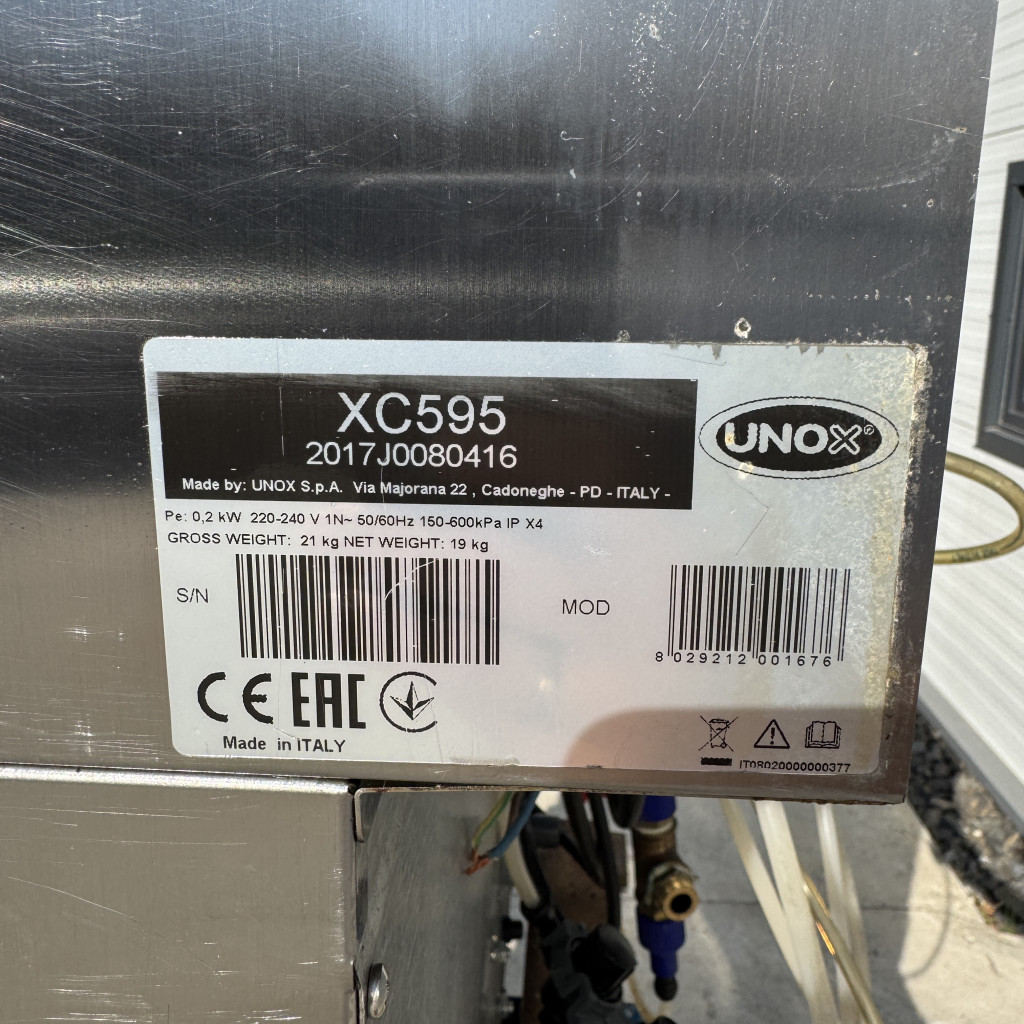 XC595
2017J0080416
Made by: UNOX S.p.A. Via Majorana 22 , Cadoneghe - PD - ITALY -
UNOX®
Pe: 0,2 kW 220-240 V 1N~ 50/60Hz 150-600kPa IP X4
GROSS WEIGHT: 21 kg NET WEIGHT: 19 kg
S/N
MOD
8 029212 001676
CE EAC
Made in ITALY
IT08020000000377